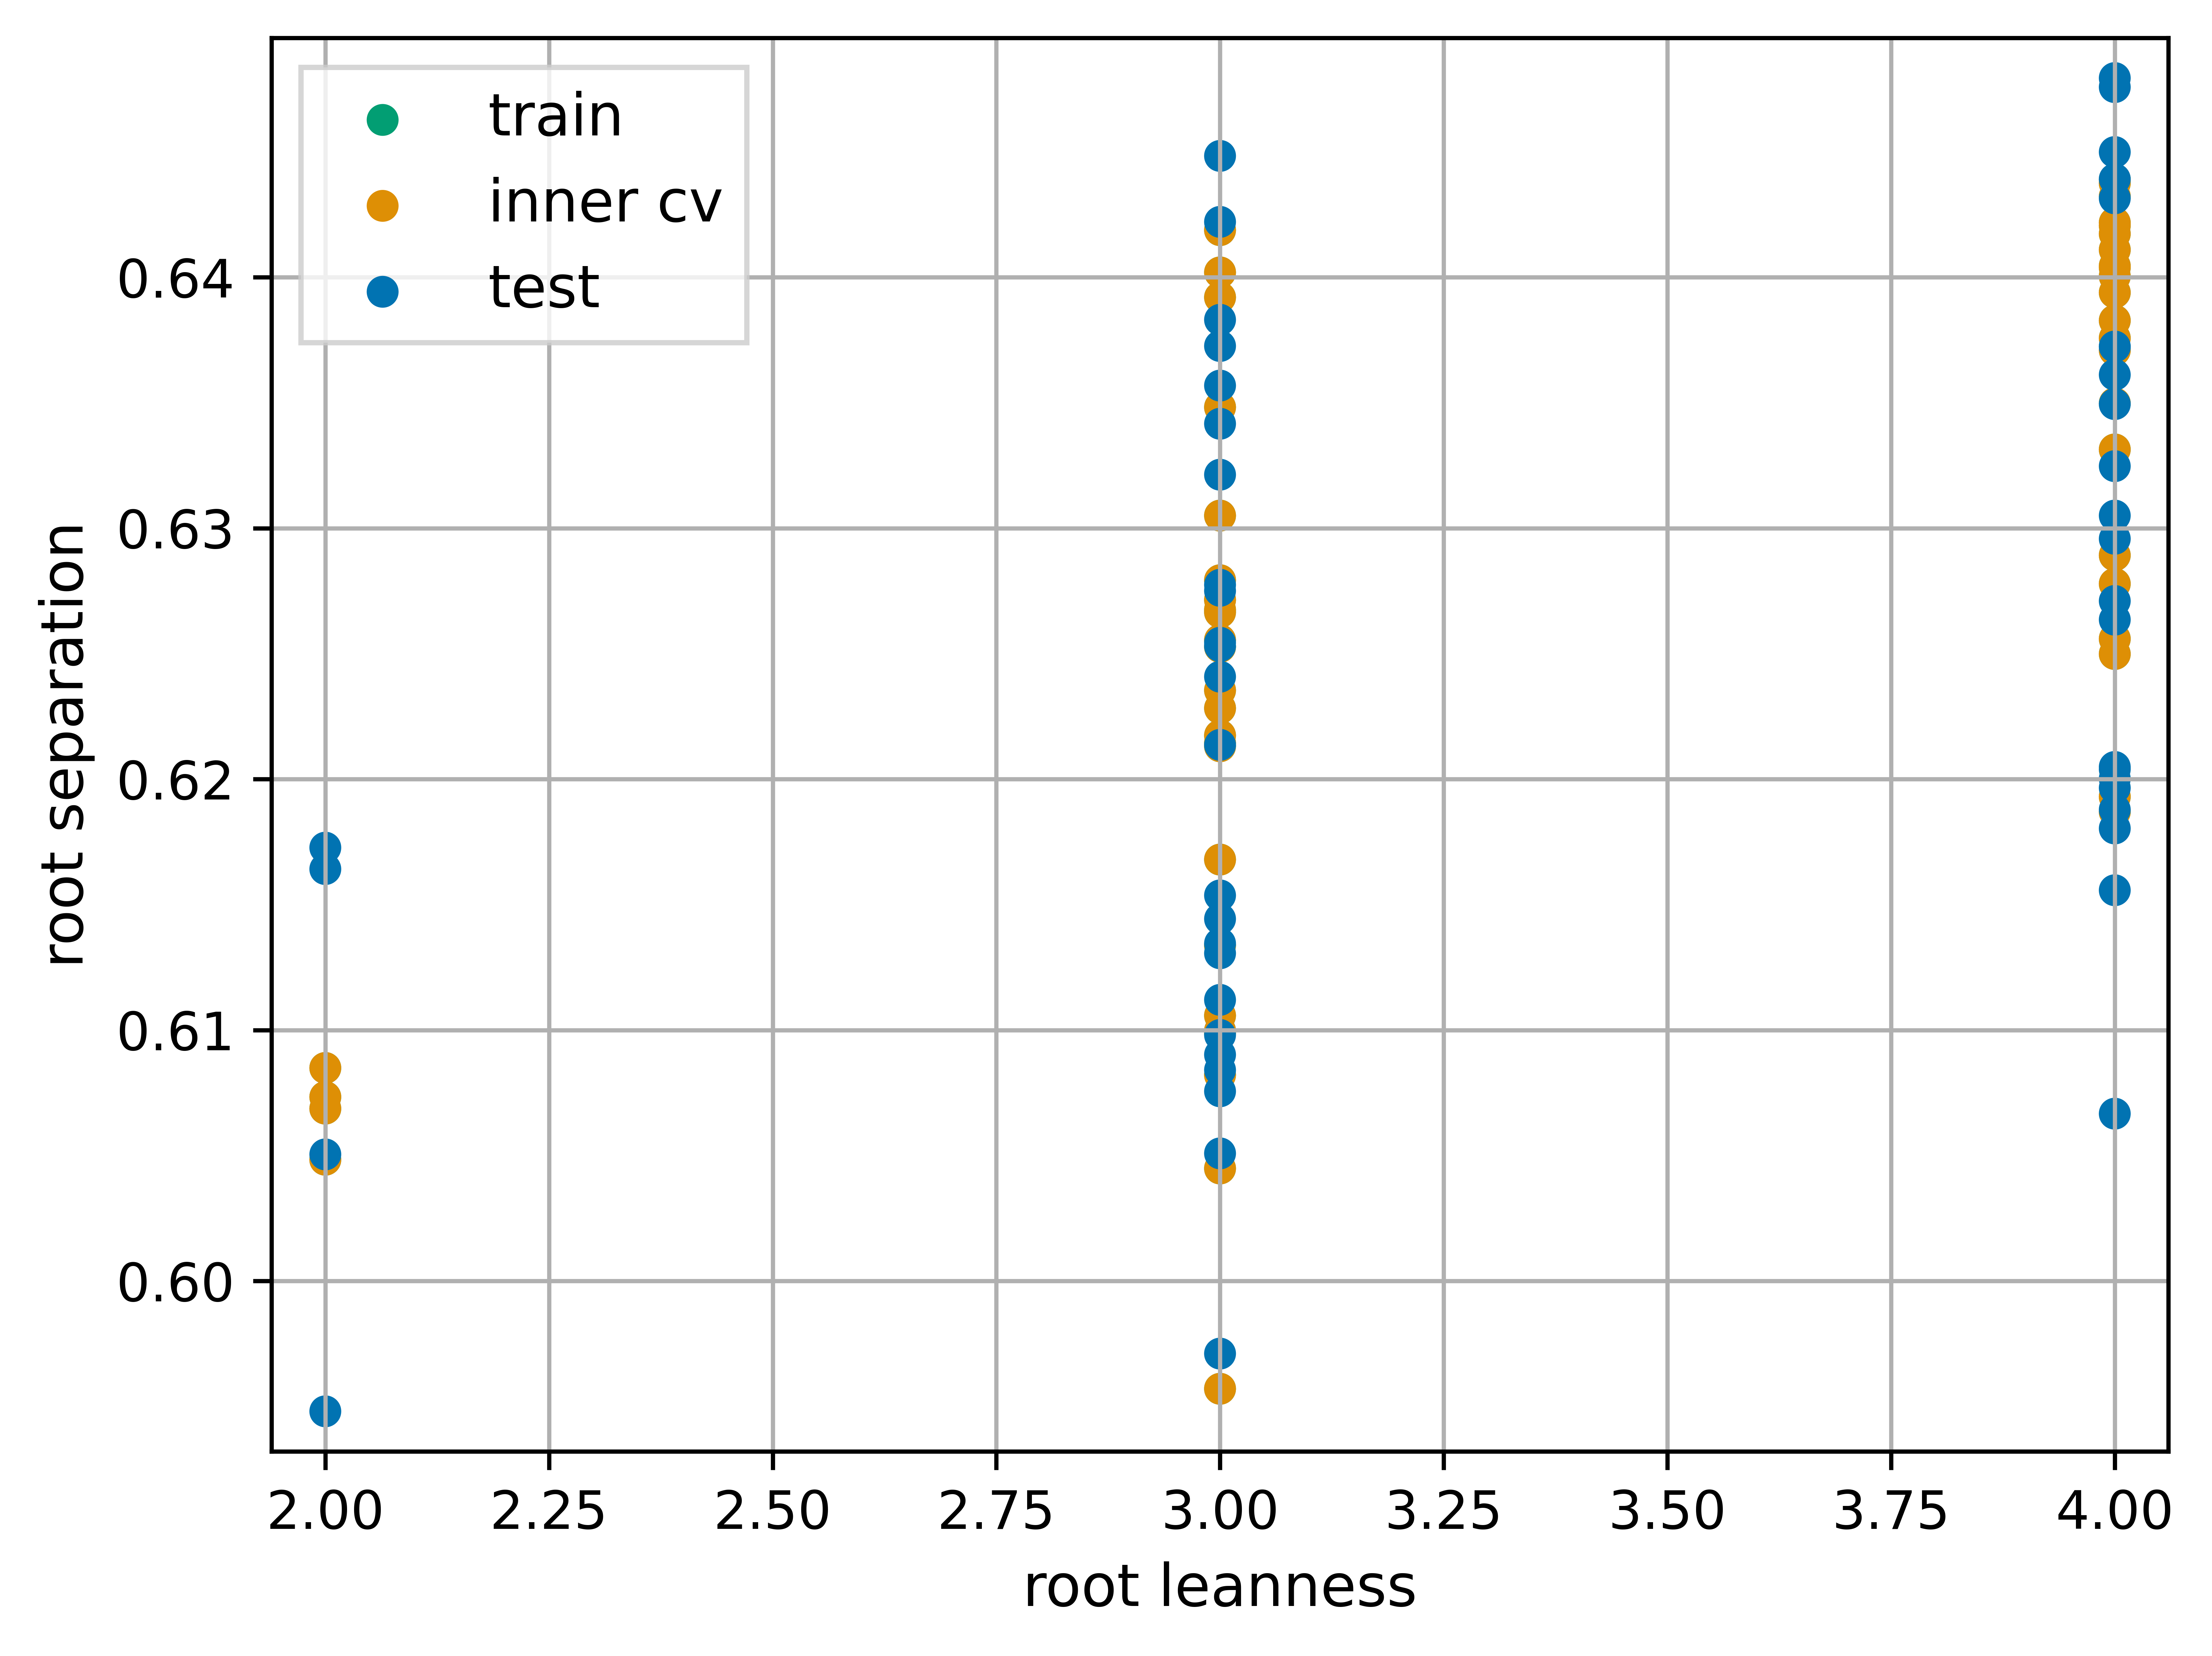 train
inner cv
test
root separation
0.64
0.63
0.62
0.61
0.60
2.00 2.25 2.50 2.75 3.00 3.25 3.50 3.75 4.00
root leanness